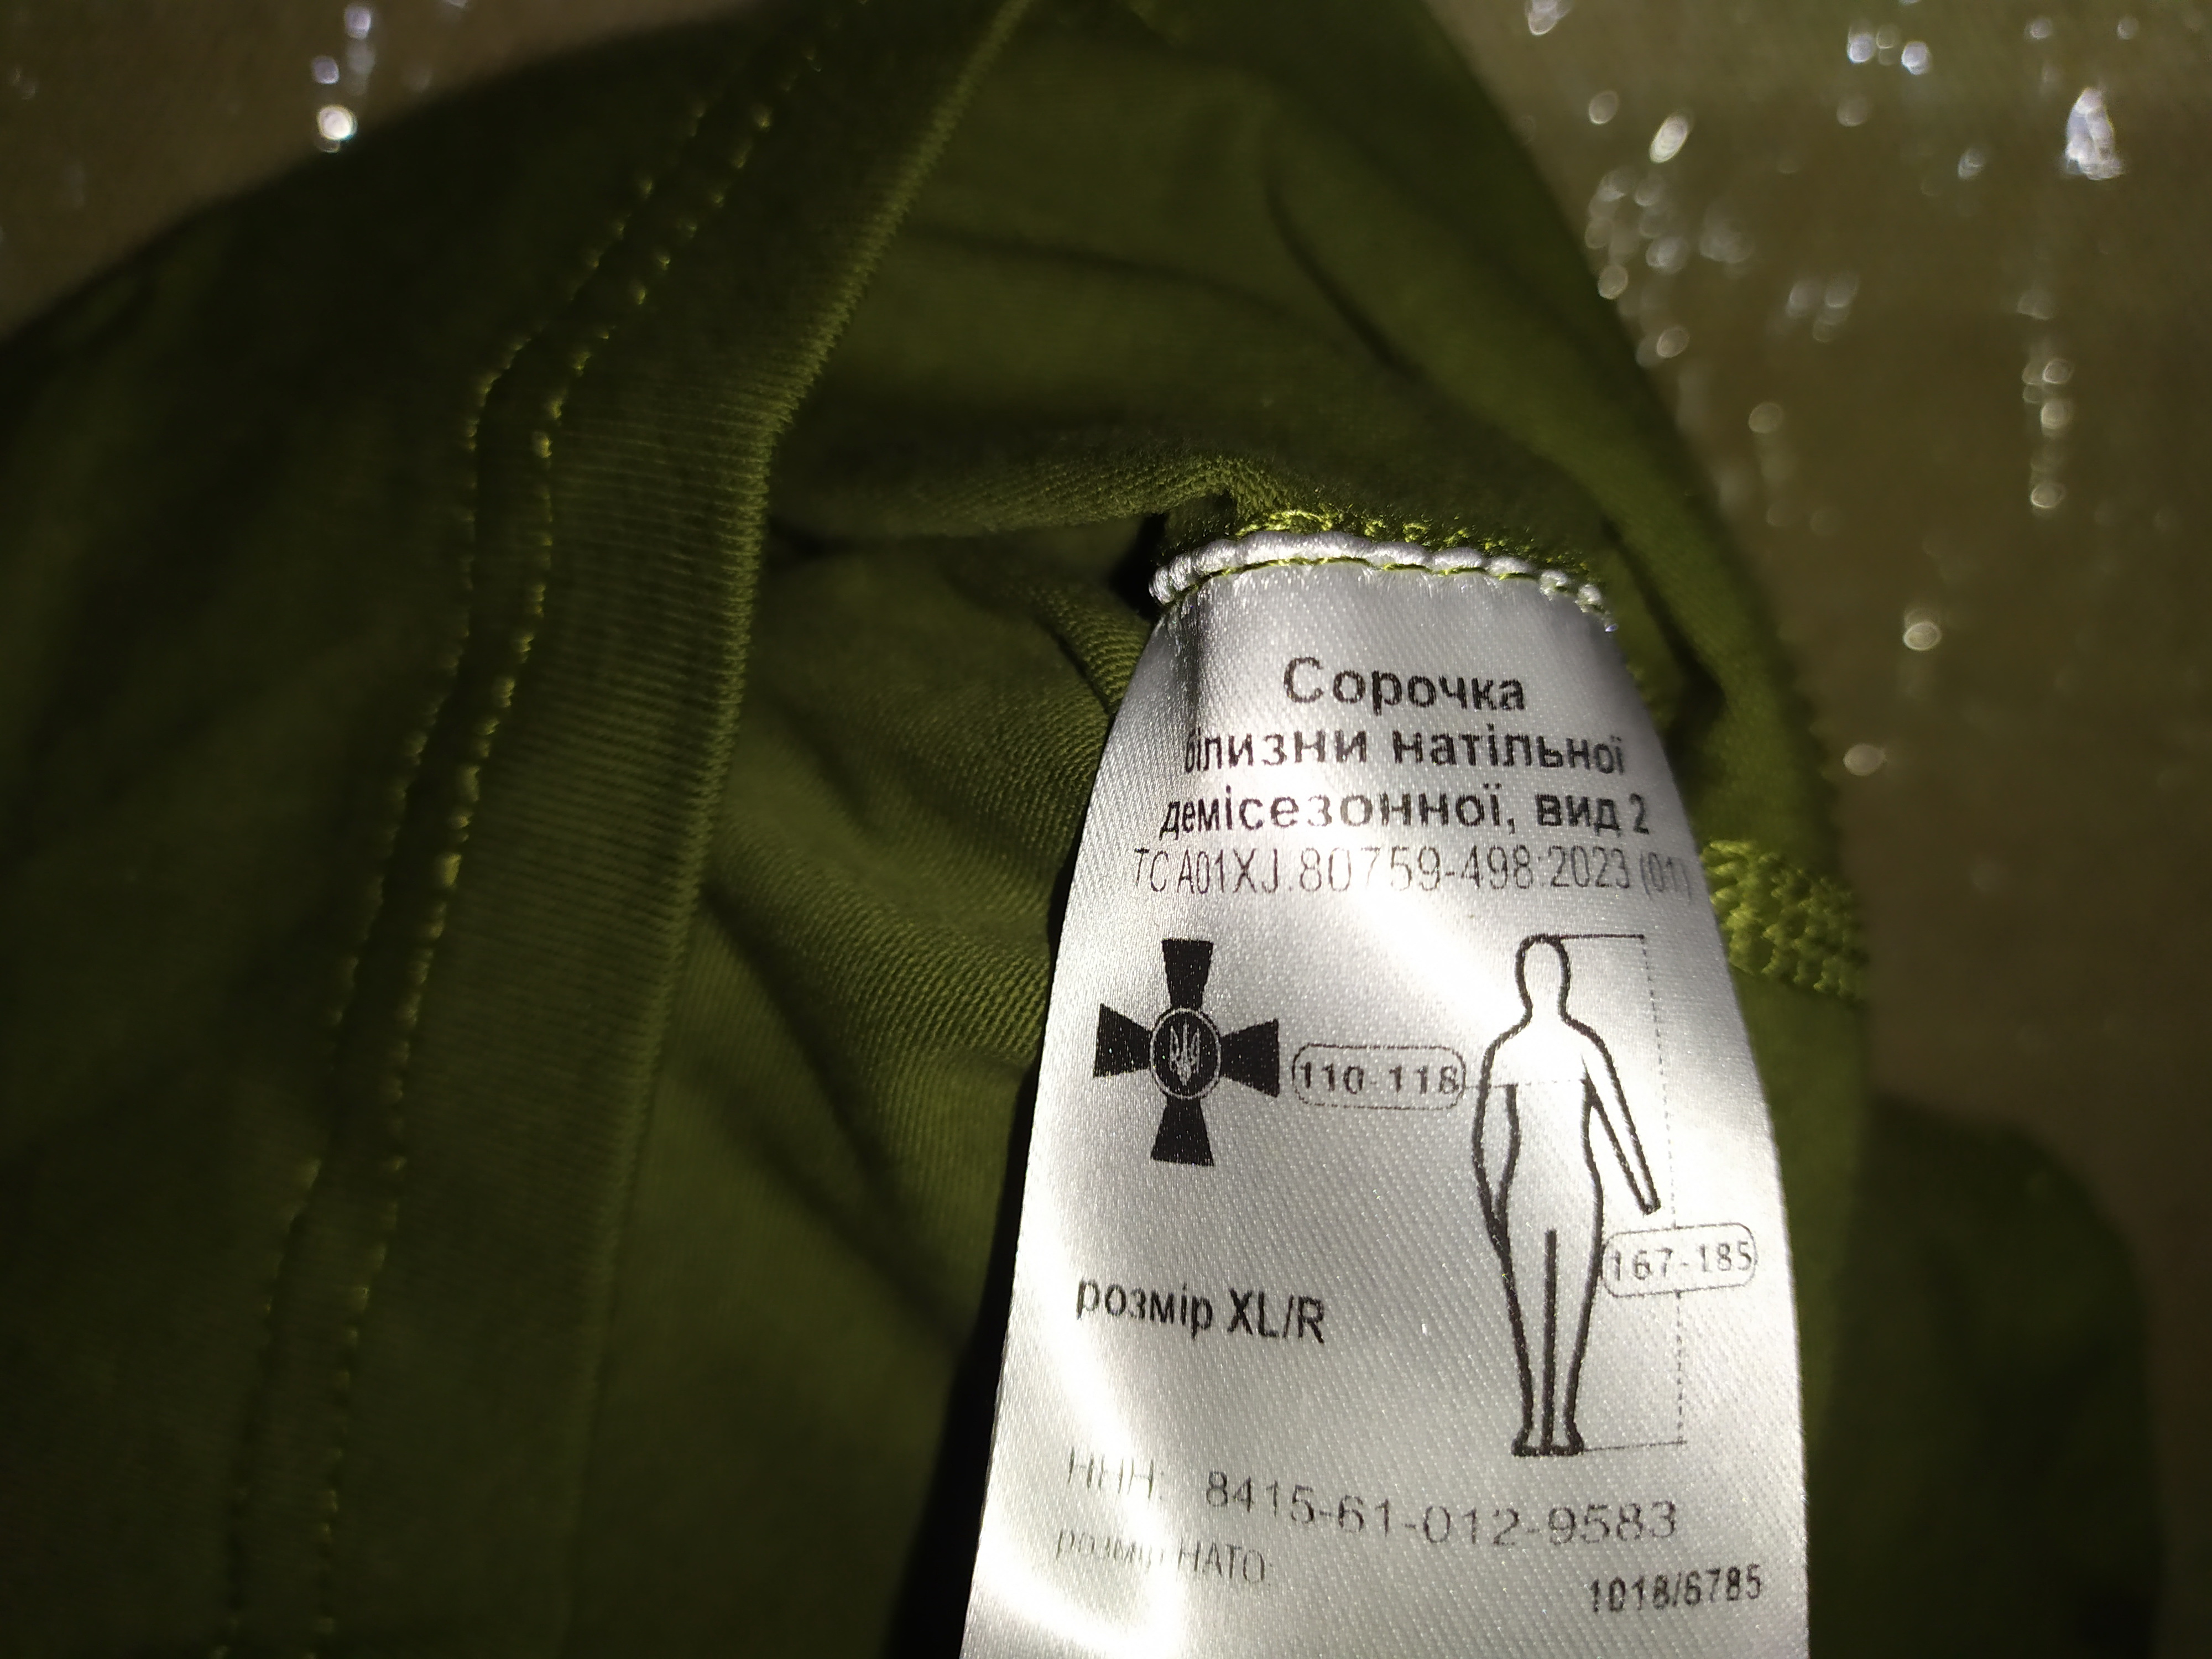 Сорочка
білизни натільної
демісезонної, вид 2
ТС А01XJ.80759-498:2023 (01)
110-118
167-185
розмір XL/R
ННН: 8415-61-012-9583
розмір НАТО:
1018/6785